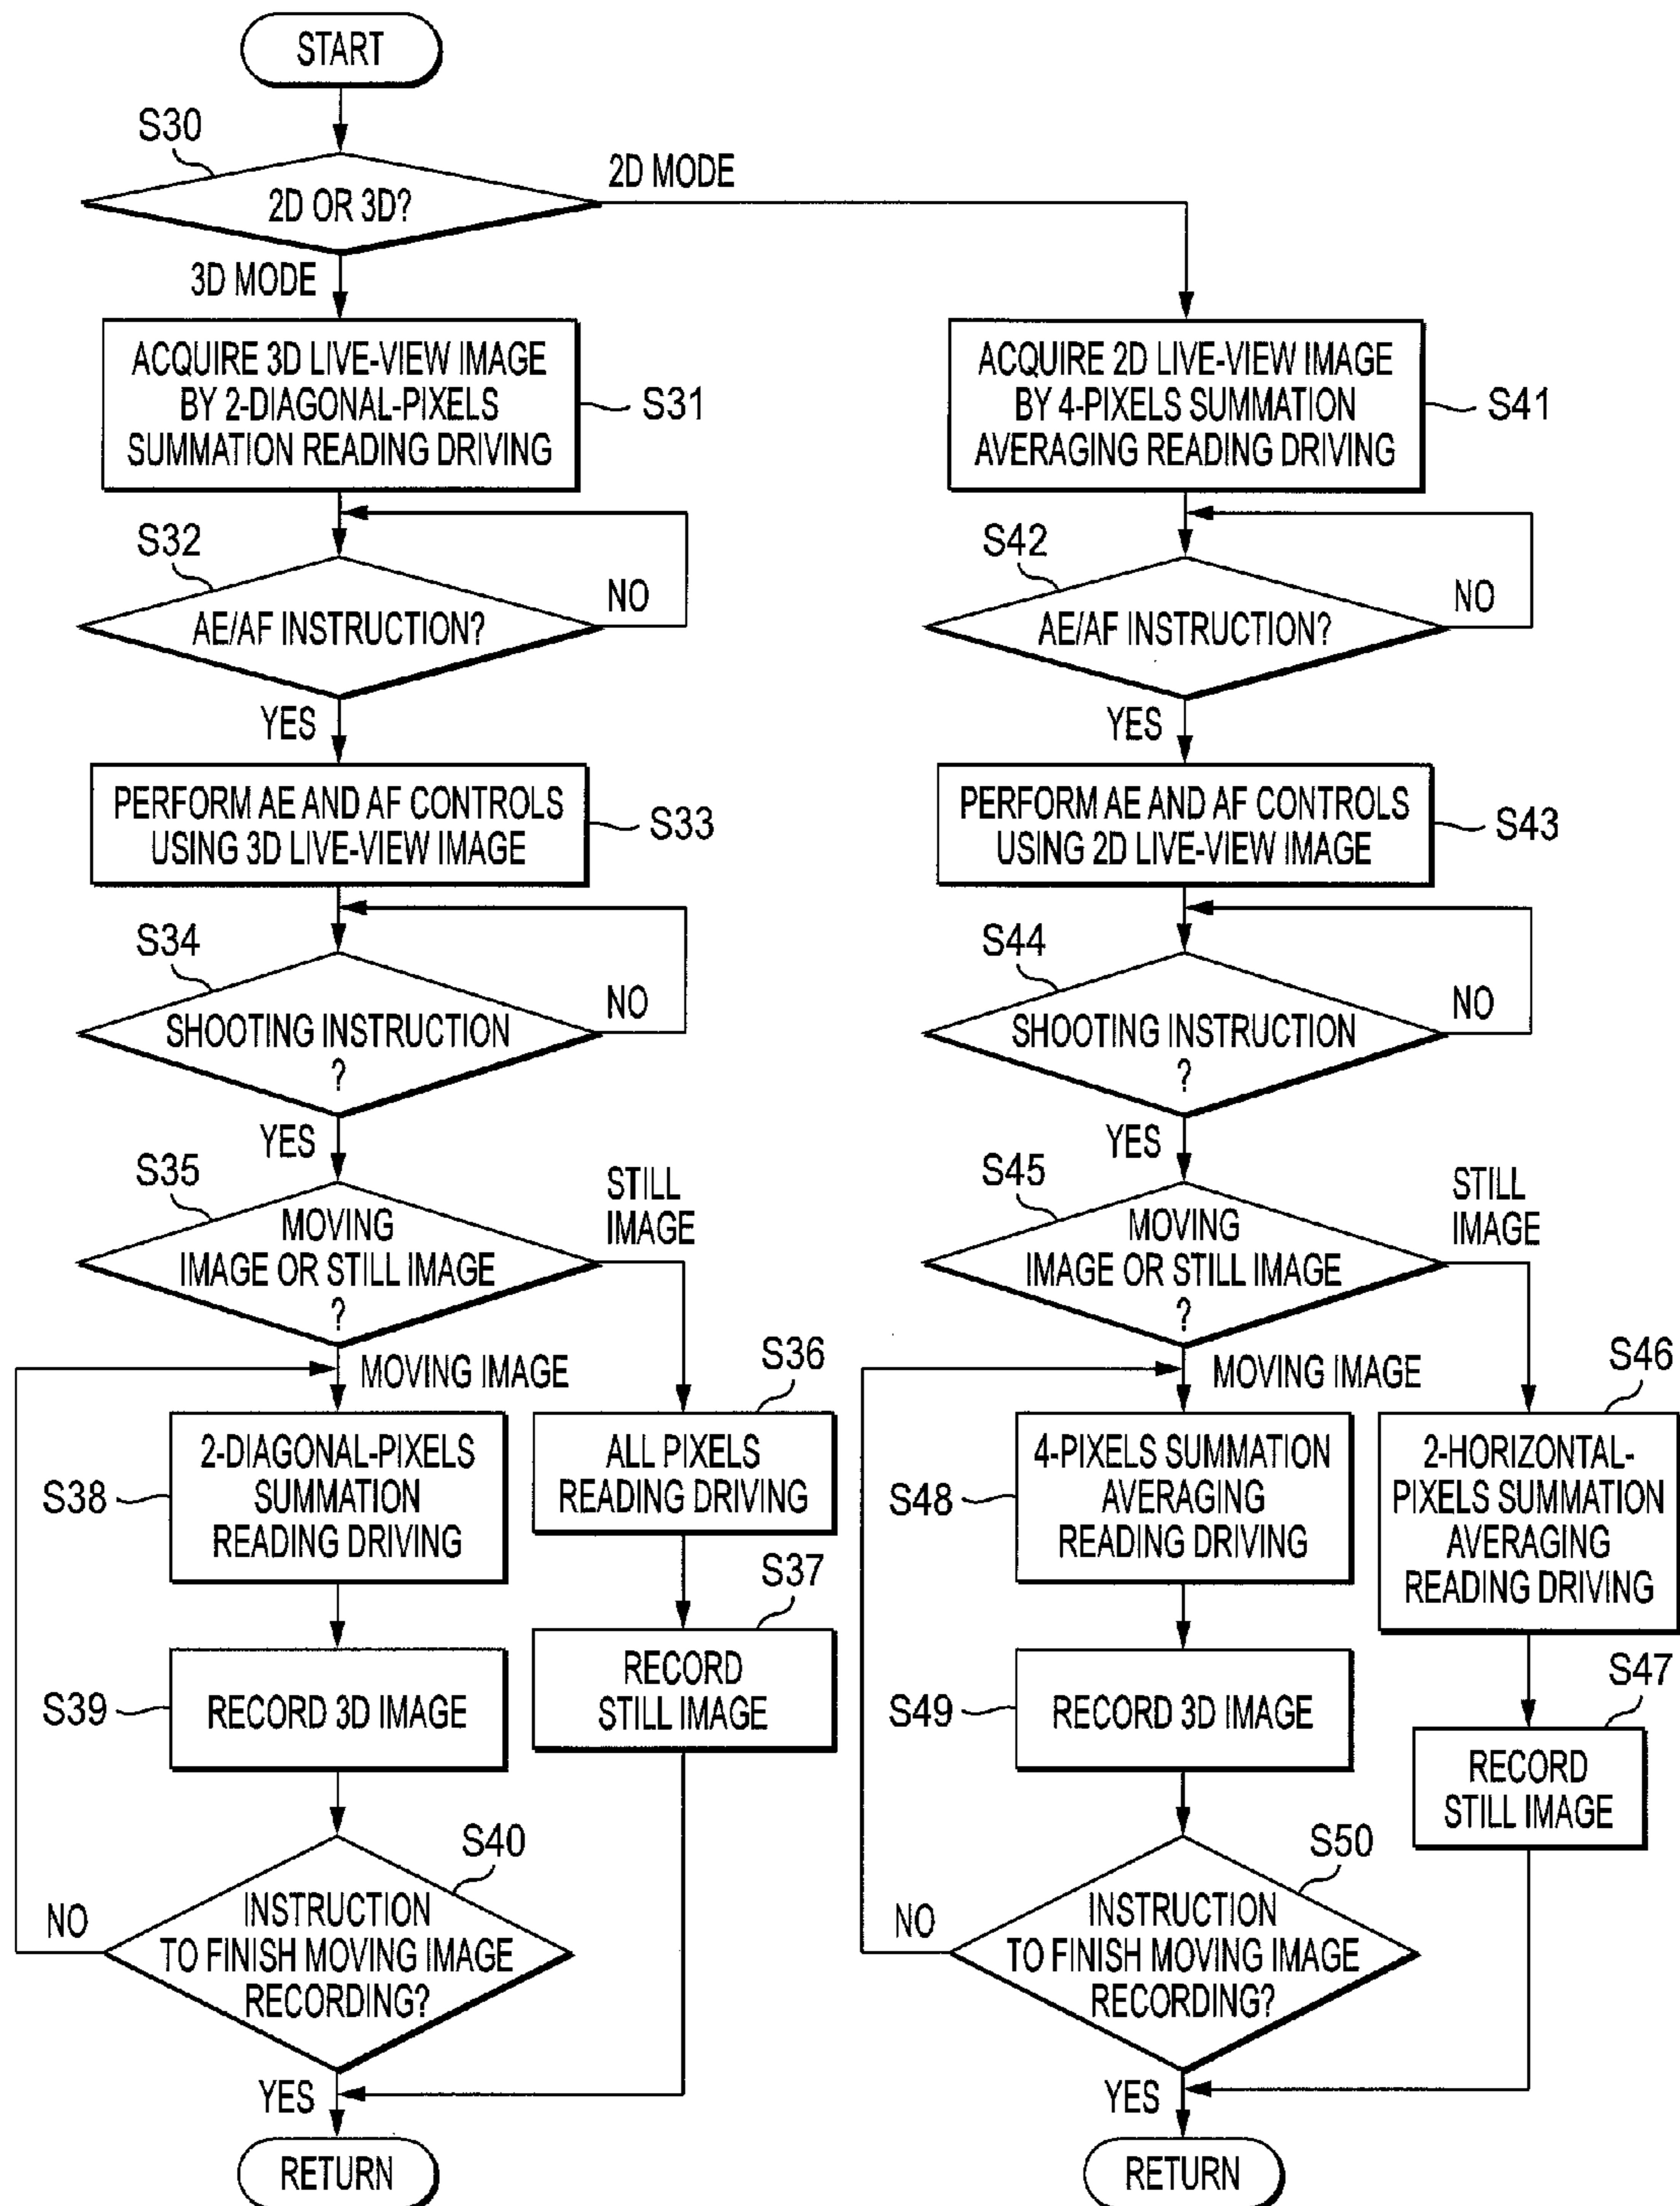 START
S30
2D OR 3D?
2D MODE
3D MODE
ACQUIRE 3D LIVE-VIEW IMAGE
BY 2-DIAGONAL-PIXELS
SUMMATION READING DRIVING
S31
S32
AE/AF INSTRUCTION?
NO
YES
PERFORM AE AND AF CONTROLS
USING 3D LIVE-VIEW IMAGE
S33
S34
SHOOTING INSTRUCTION
?
NO
YES
S35
MOVING
IMAGE OR STILL IMAGE
?
STILL
IMAGE
MOVING IMAGE
S36
ALL PIXELS
READING DRIVING
S37
RECORD
STILL IMAGE
S38
2-DIAGONAL-PIXELS
SUMMATION
READING DRIVING
S39
RECORD 3D IMAGE
S40
INSTRUCTION
TO FINISH MOVING IMAGE
RECORDING?
NO
YES
RETURN
ACQUIRE 2D LIVE-VIEW IMAGE
BY 4-PIXELS SUMMATION
AVERAGING READING DRIVING
S41
S42
AE/AF INSTRUCTION?
NO
YES
PERFORM AE AND AF CONTROLS
USING 2D LIVE-VIEW IMAGE
S43
S44
SHOOTING INSTRUCTION
?
NO
YES
S45
MOVING
IMAGE OR STILL IMAGE
?
STILL
IMAGE
MOVING IMAGE
S46
2-HORIZONTAL-
PIXELS SUMMATION
AVERAGING
READING DRIVING
S47
RECORD
STILL IMAGE
S48
4-PIXELS SUMMATION
AVERAGING
READING DRIVING
S49
RECORD 3D IMAGE
S50
INSTRUCTION
TO FINISH MOVING IMAGE
RECORDING?
NO
YES
RETURN